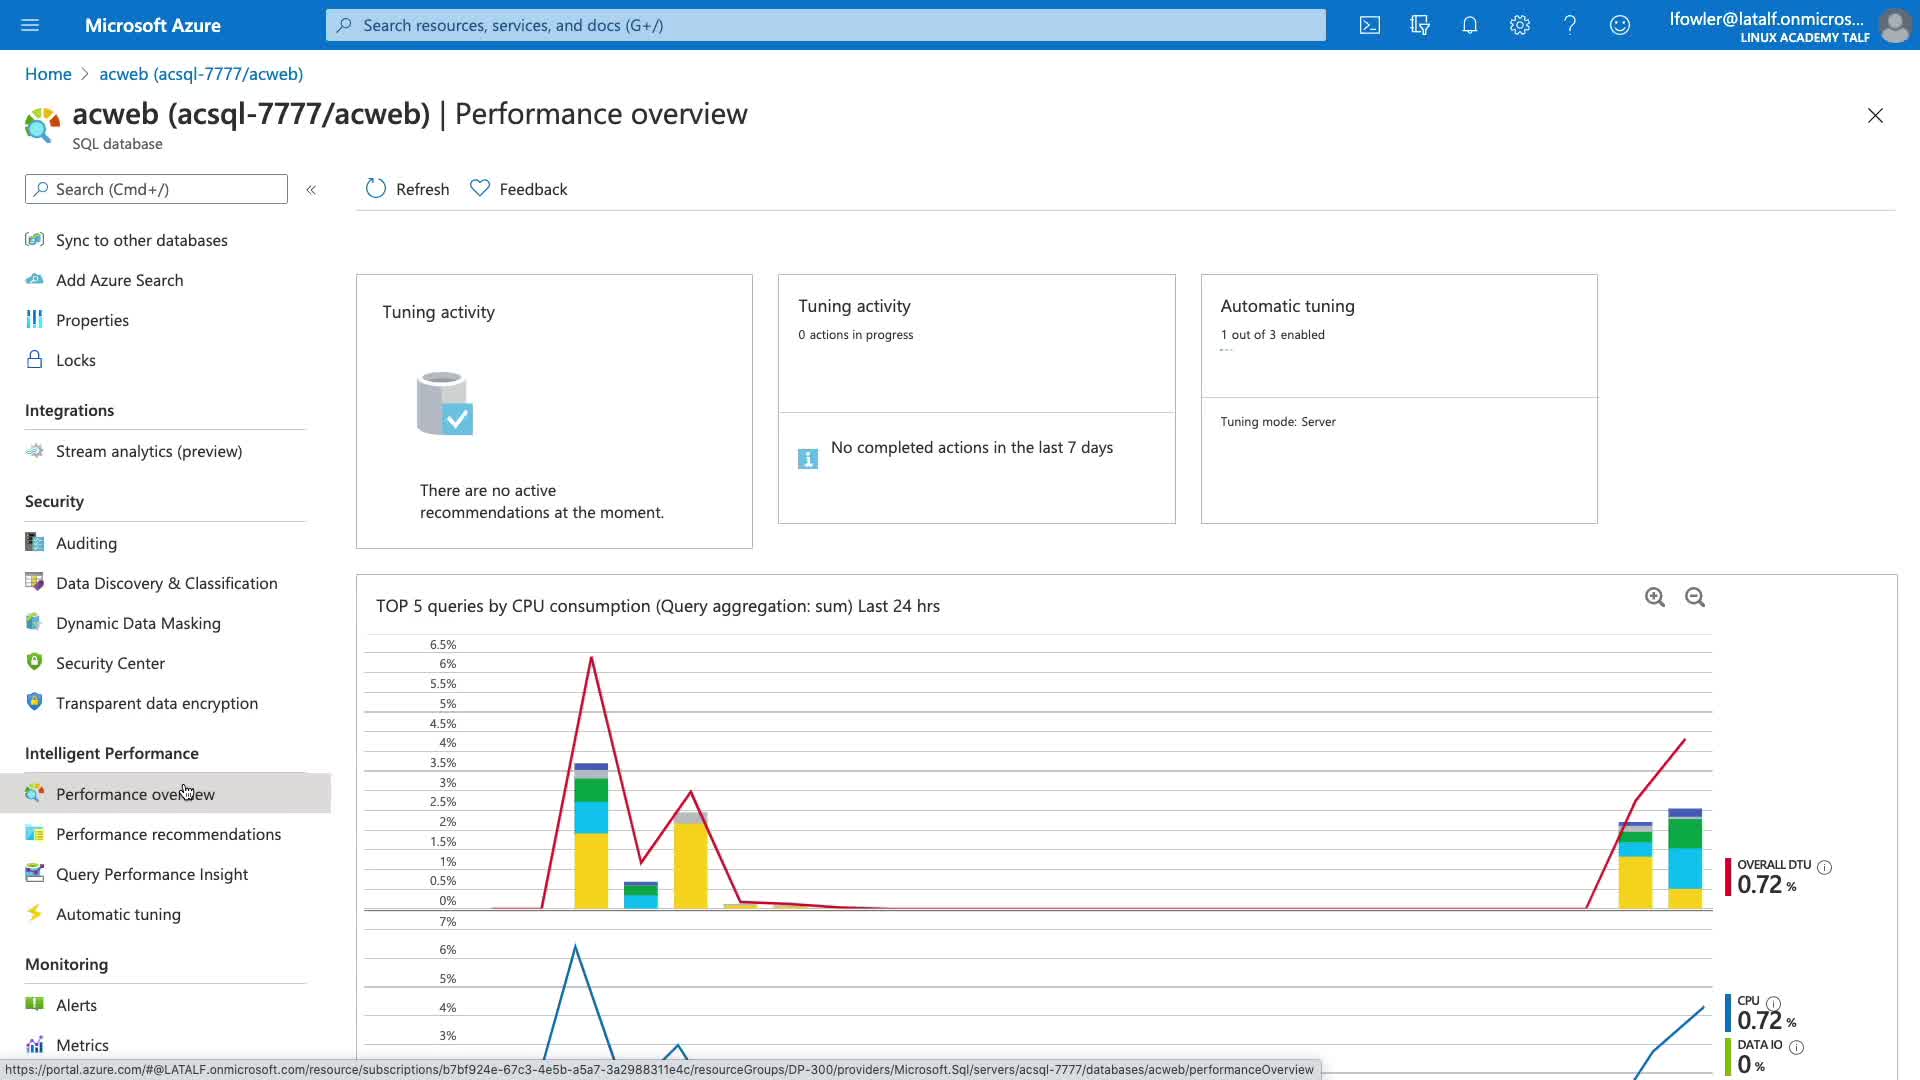 Microsoft Azure
Search resources, services, and docs (G+/)
lfowler@latalf.onmicros...
LINUX ACADEMY TALF
Home > acweb (acsql-7777/acweb)
acweb (acsql-7777/acweb) | Performance overview
SQL database
Search (Cmd+/)
«
Refresh
Feedback
Sync to other databases
Add Azure Search
Properties
Locks
Integrations
Stream analytics (preview)
Security
Auditing
Data Discovery & Classification
Dynamic Data Masking
Security Center
Transparent data encryption
Intelligent Performance
Performance overview
Performance recommendations
Query Performance Insight
Automatic tuning
Monitoring
Alerts
Metrics
Tuning activity
There are no active
recommendations at the moment.
Tuning activity
0 actions in progress
No completed actions in the last 7 days
Automatic tuning
1 out of 3 enabled
Tuning mode: Server
TOP 5 queries by CPU consumption (Query aggregation: sum) Last 24 hrs
6.5%
6%
5.5%
5%
4.5%
4%
3.5%
3%
2.5%
2%
1.5%
1%
0.5%
0%
7%
6%
5%
4%
3%
OVERALL DTU
0.72 %
CPU
0.72 %
DATA IO
0 %
https://portal.azure.com/#@LATALF.onmicrosoft.com/resource/subscriptions/b7bf924e-67c3-4e5b-a5a7-3a2988311e4c/resourceGroups/DP-300/providers/Microsoft.Sql/servers/acsql-7777/databases/acweb/performanceOverview